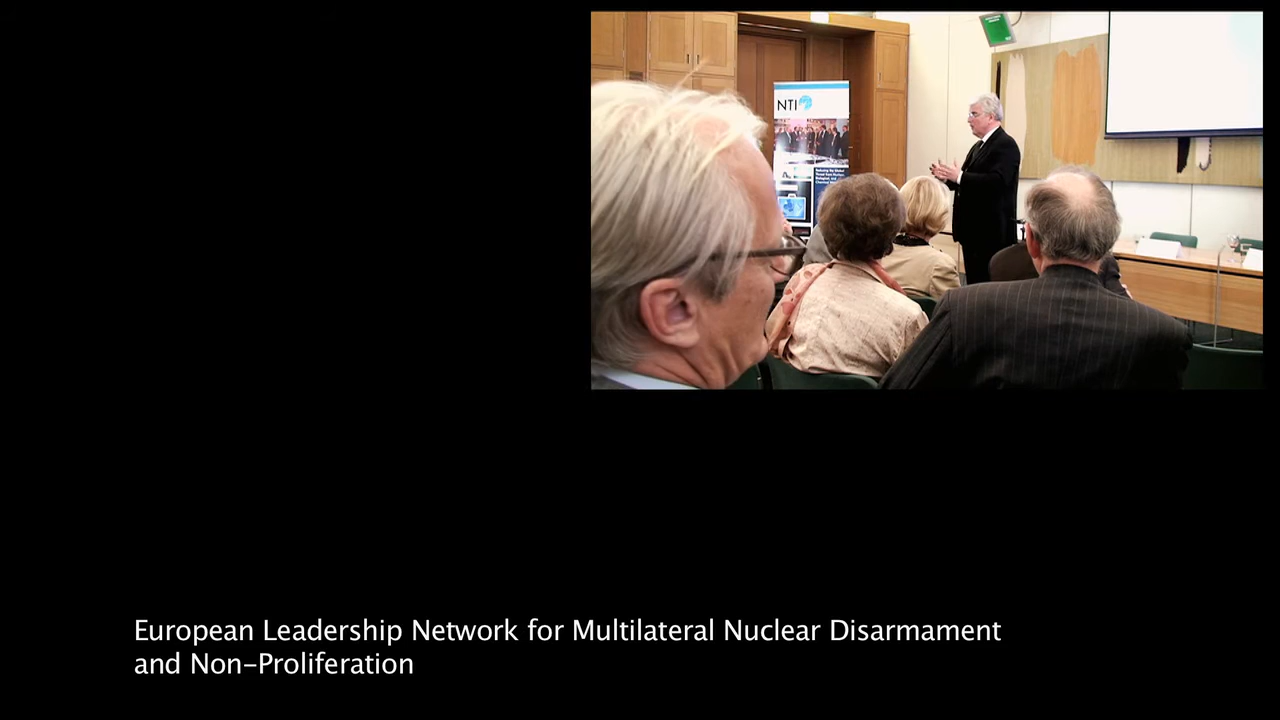 NTI
European Leadership Network for Multilateral Nuclear Disarmament
and Non-Proliferation